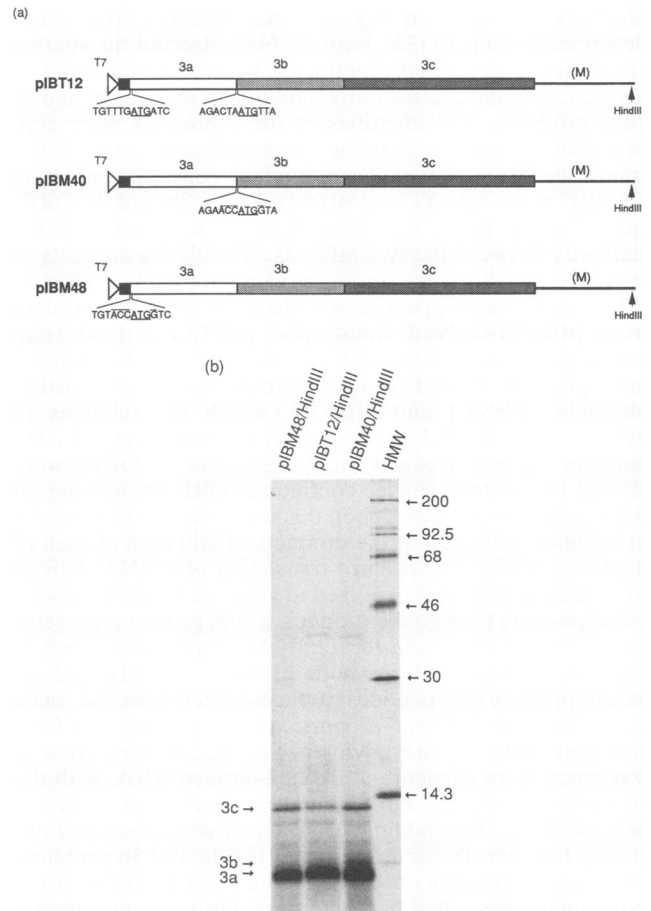 (a)
T7 3a 3b 3c (M)
pIBT12
TGTTTGATGATC AGACTAATGTTA HindIII
T7 3a 3b 3c (M)
pIBM40
AGAACCATGGTA HindIII
T7 3a 3b 3c (M)
pIBM48
TGTACCATGGTC HindIII
(b)
pIBM48/HindIII
pIBT12/HindIII
pIBM40/HindIII
HMW
← 200
← 92.5
← 68
← 46
← 30
← 14.3
3c →
3b →
3a →